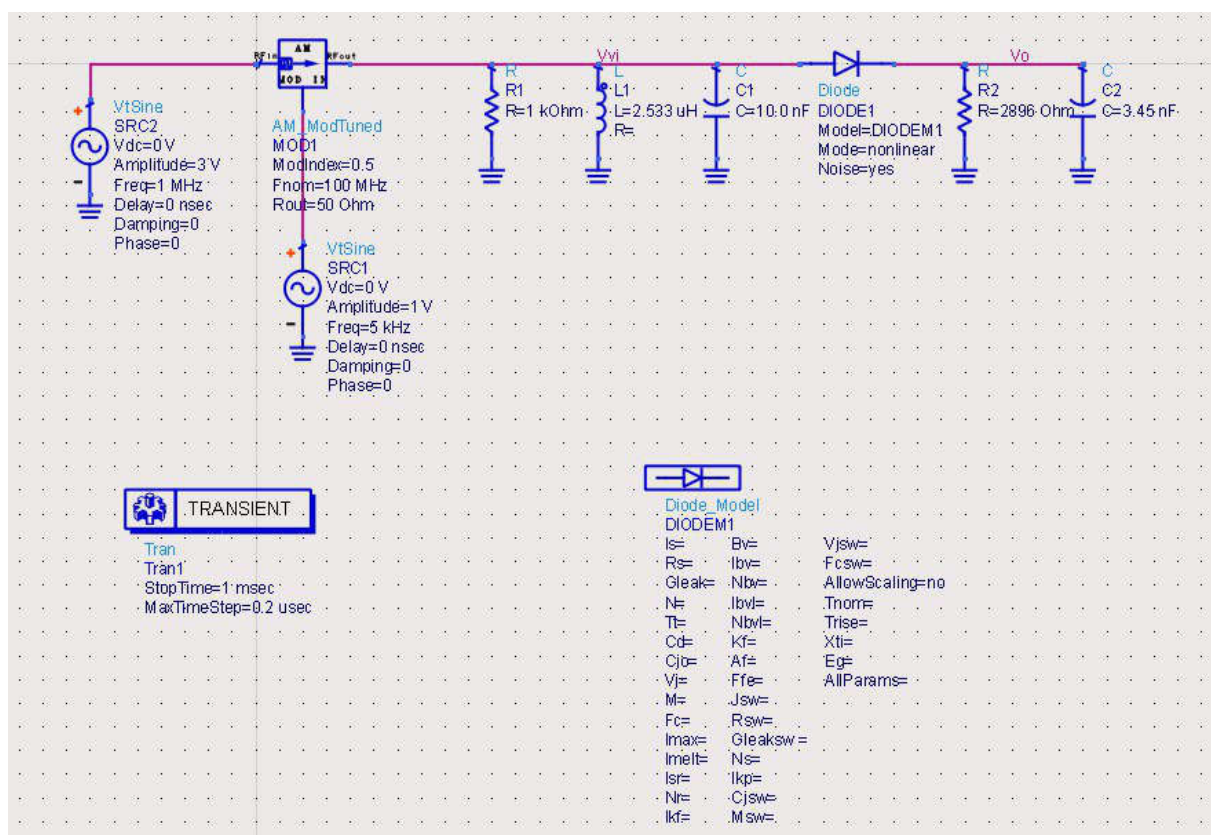 RFin
AM
RFout
MOD IN
VtSine
SRC2
Vdc=0 V
Amplitude=3 V
Freq=1 MHz
Delay=0 nsec
Damping=0
Phase=0
AM_ModTuned
MOD1
ModIndex=0.5
Fnom=100 MHz
Rout=50 Ohm
VtSine
SRC1
Vdc=0 V
Amplitude=1 V
Freq=5 kHz
Delay=0 nsec
Damping=0
Phase=0
Vvi
R
R1
R=1 kOhm
L
L1
L=2.533 uH
R=
C
C1
C=10.0 nF
Diode
DIODE1
Model=DIODEM1
Mode=nonlinear
Noise=yes
Vo
R
R2
R=2896 Ohm
C
C2
C=3.45 nF
TRANSIENT
Tran
Tran1
StopTime=1 msec
MaxTimeStep=0.2 usec
Diode_Model
DIODEM1
Is= Bv= Vjsw=
Rs= Ibv= Fcsw=
Gleak= Nbv= AllowScaling=no
N= Ibvl= Tnom=
Tt= Nbvl= Trise=
Cd= Kf= Xti=
Cjo= Af= Eg=
Vj= Ffe= AllParams=
M= Jsw=
Fc= Rsw=
Imax= Gleaksw=
Imelt= Ns=
Isr= Ikp=
Nr= Cjsw=
Ikf= Msw=